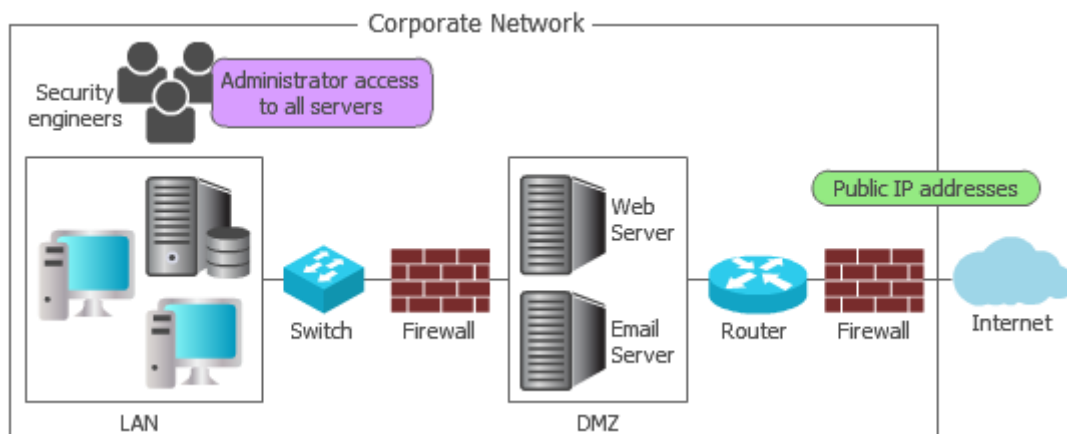 Corporate Network
Security
engineers
Administrator access
to all servers
Public IP addresses
Web
Server
Email
Server
Switch
Firewall
Router
Firewall
Internet
LAN
DMZ